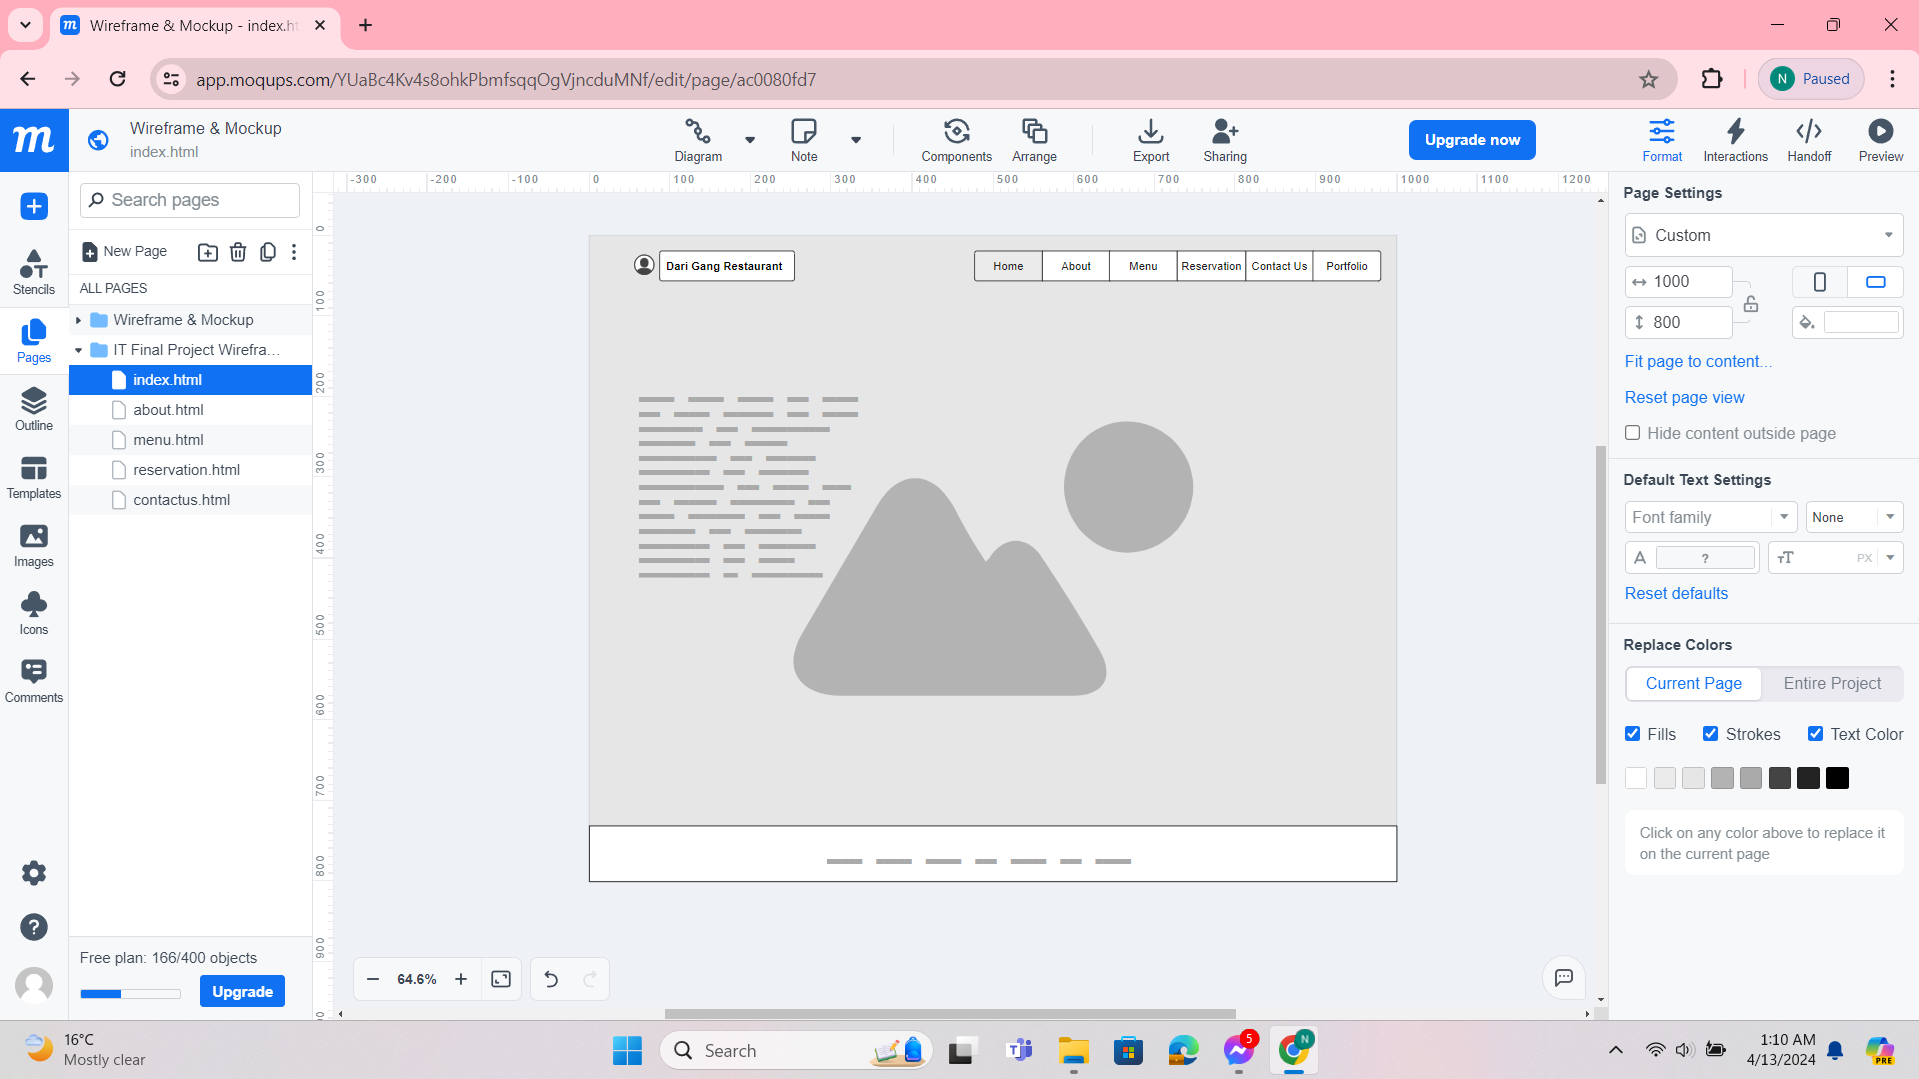 Wireframe & Mockup - index.ht
app.moqups.com/YUaBc4Kv4s8ohkPbmfsqqOgVjncduMNf/edit/page/ac0080fd7
N Paused
m
Wireframe & Mockup
index.html
Diagram
Note
Components
Arrange
Export
Sharing
Upgrade now
Format
Interactions
Handoff
Preview
Stencils
Pages
Outline
Templates
Images
Icons
Comments
Search pages
New Page
ALL PAGES
Wireframe & Mockup
IT Final Project Wirefra...
index.html
about.html
menu.html
reservation.html
contactus.html
Free plan: 166/400 objects
Upgrade
-300 -200 -100 0 100 200 300 400 500 600 700 800 900 1000 1100 1200
0 100 200 300 400 500 600 700 800 900
Dari Gang Restaurant
Home About Menu Reservation Contact Us Portfolio
64.6%
Page Settings
Custom
1000
800
Fit page to content...
Reset page view
Hide content outside page
Default Text Settings
Font family
None
A ?
PX
Reset defaults
Replace Colors
Current Page Entire Project
Fills Strokes Text Color
Click on any color above to replace it
on the current page
16°C
Mostly clear
Search
5
N
1:10 AM
4/13/2024
PRE